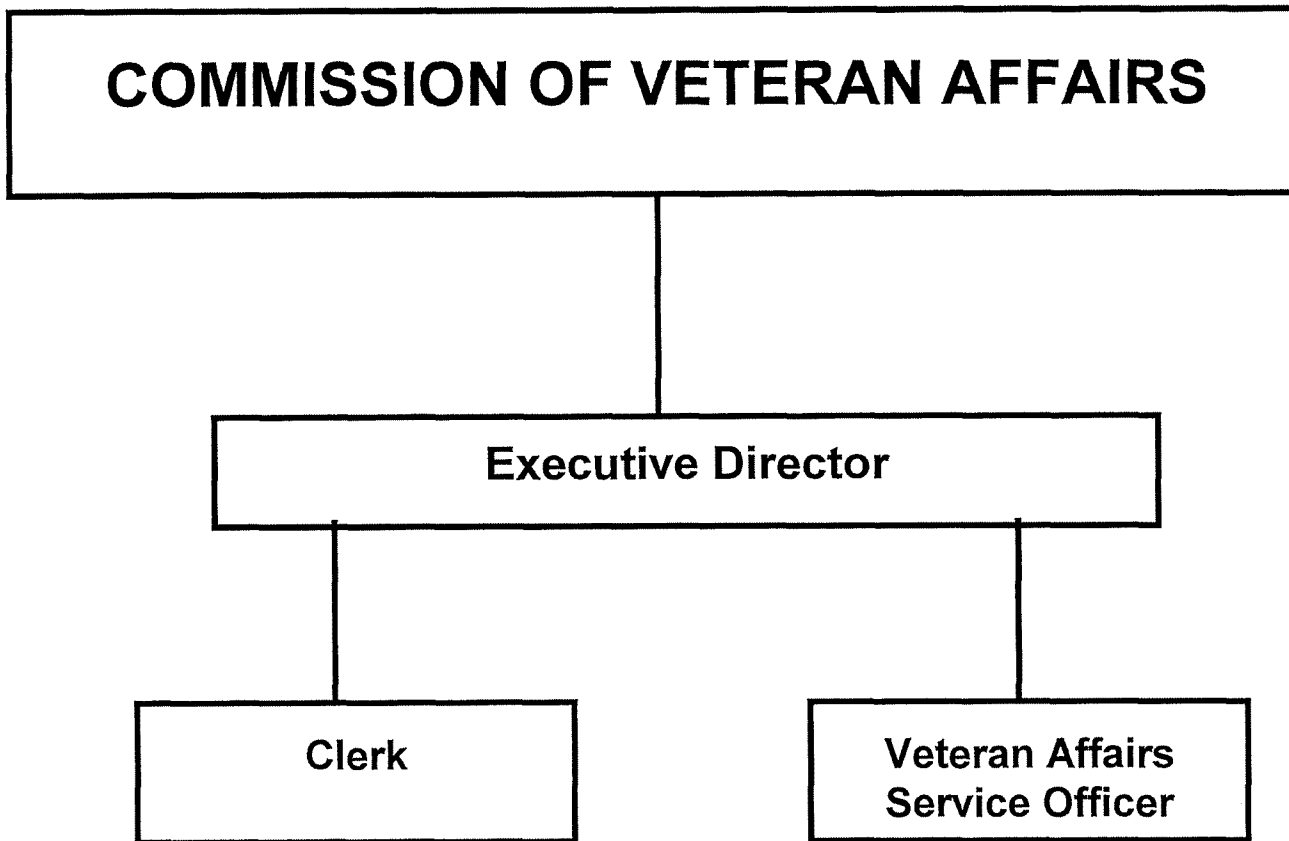 COMMISSION OF VETERAN AFFAIRS
Executive Director
Clerk
Veteran Affairs
Service Officer